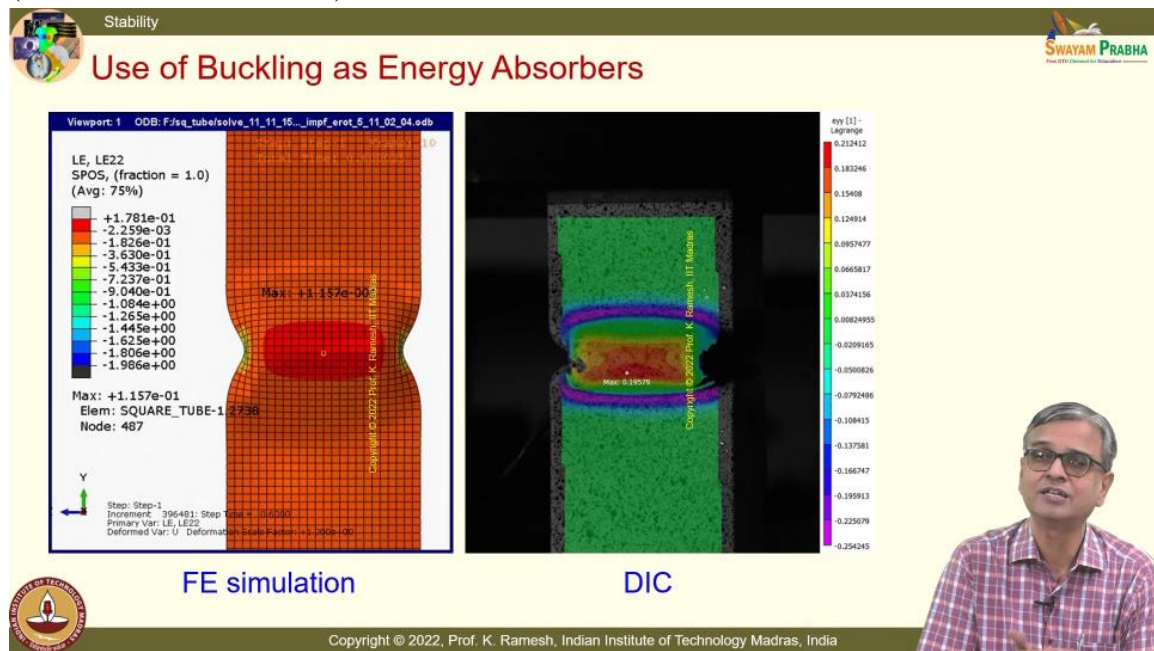 Stability
SWAYAM PRABHA
Use of Buckling as Energy Absorbers
Viewport: 1 ODB: F:/sq_tube/solve_11_11_15..._impf_erot_5_11_02_04.odb
LE, LE22
SPOS, (fraction = 1.0)
(Avg: 75%)
+1.781e-01
-2.259e-03
-1.826e-01
-3.630e-01
-5.433e-01
-7.237e-01
-9.040e-01
-1.084e+00
-1.265e+00
-1.445e+00
-1.625e+00
-1.806e+00
-1.986e+00
Max: +1.157e-01
Elem: SQUARE_TUBE-1.2738
Node: 487
Max: +1.157e-00
Y
Step: Step-1
Increment 396481: Step Time = 0.6000
Primary Var: LE, LE22
Deformed Var: U Deformation Scale Factor: +1.000e+00
Copyright © 2022 Prof. K. Ramesh, IIT Madras
Max: 0.19579
Copyright © 2022 Prof. K. Ramesh, IIT Madras
eyy [1] -
Lagrange
0.212412
0.183246
0.15408
0.124914
0.0957477
0.0665817
0.0374156
0.00824955
-0.0209165
-0.0500826
-0.0792486
-0.108415
-0.137581
-0.166747
-0.195913
-0.225079
-0.254245
FE simulation
DIC
INDIAN INSTITUTE OF TECHNOLOGY MADRAS
Copyright © 2022, Prof. K. Ramesh, Indian Institute of Technology Madras, India